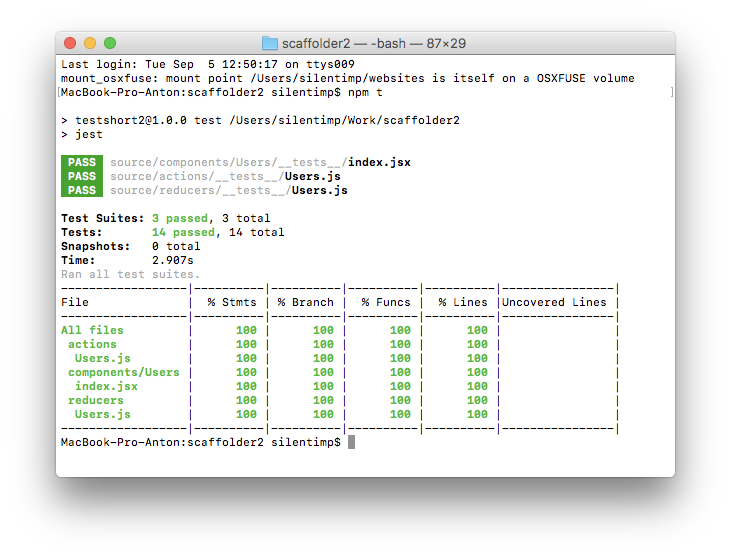 scaffolder2 — -bash — 87×29
Last login: Tue Sep  5 12:50:17 on ttys009
mount_osxfuse: mount point /Users/silentimp/websites is itself on a OSXFUSE volume
[MacBook-Pro-Anton:scaffolder2 silentimp$ npm t ]
> testshort2@1.0.0 test /Users/silentimp/Work/scaffolder2
> jest
PASS source/components/Users/__tests__/index.jsx
PASS source/actions/__tests__/Users.js
PASS source/reducers/__tests__/Users.js
Test Suites: 3 passed, 3 total
Tests:       14 passed, 14 total
Snapshots:   0 total
Time:        2.907s
Ran all test suites.
------------------|----------|----------|----------|----------|----------------|
File              |  % Stmts | % Branch |  % Funcs |  % Lines |Uncovered Lines |
------------------|----------|----------|----------|----------|----------------|
All files         |      100 |      100 |      100 |      100 |                |
 actions          |      100 |      100 |      100 |      100 |                |
  Users.js        |      100 |      100 |      100 |      100 |                |
 components/Users |      100 |      100 |      100 |      100 |                |
  index.jsx       |      100 |      100 |      100 |      100 |                |
 reducers         |      100 |      100 |      100 |      100 |                |
  Users.js        |      100 |      100 |      100 |      100 |                |
------------------|----------|----------|----------|----------|----------------|
MacBook-Pro-Anton:scaffolder2 silentimp$